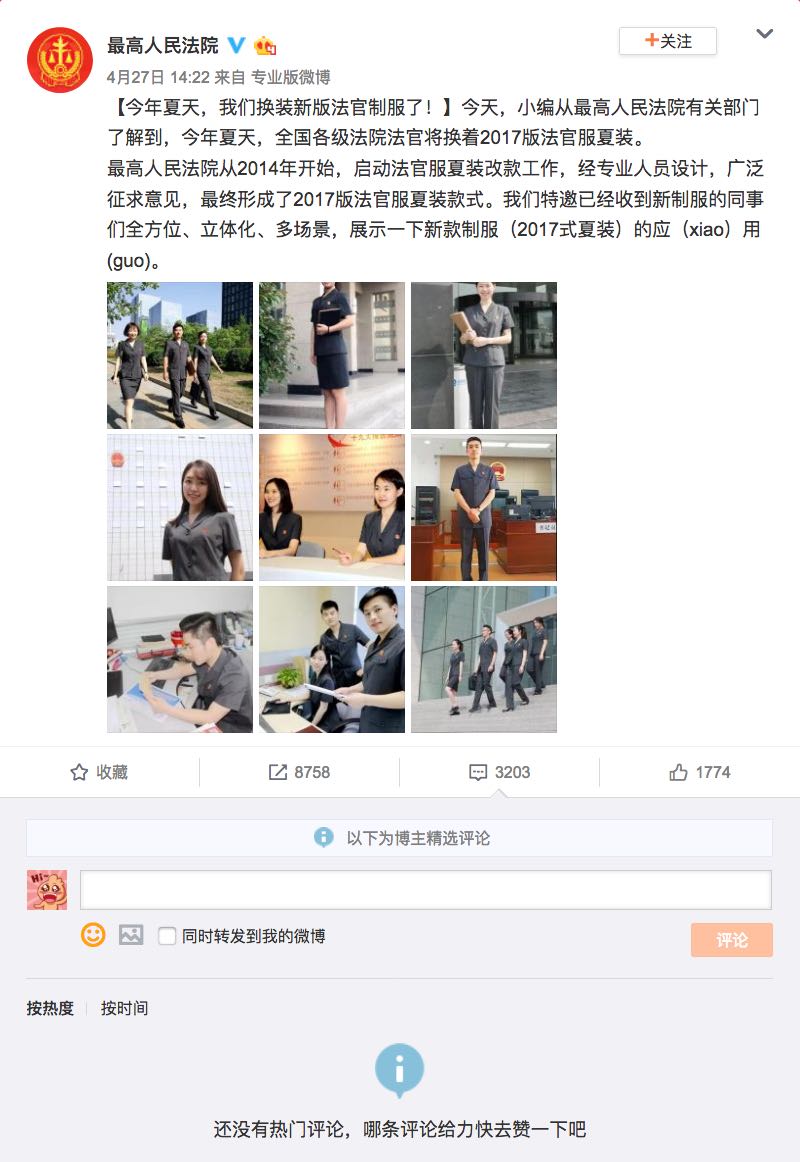 最高人民法院
+关注
4月27日 14:22 来自 专业版微博
【今年夏天，我们换装新版法官制服了！】今天，小编从最高人民法院有关部门
了解到，今年夏天，全国各级法院法官将换着2017版法官服夏装。
最高人民法院从2014年开始，启动法官服夏装改款工作，经专业人员设计，广泛
征求意见，最终形成了2017版法官服夏装款式。我们特邀已经收到新制服的同事
们全方位、立体化、多场景，展示一下新款制服（2017式夏装）的应（xiao）用
(guo)。
收藏
8758
3203
1774
以下为博主精选评论
Hi~
同时转发到我的微博
评论
按热度
按时间
还没有热门评论，哪条评论给力快去赞一下吧